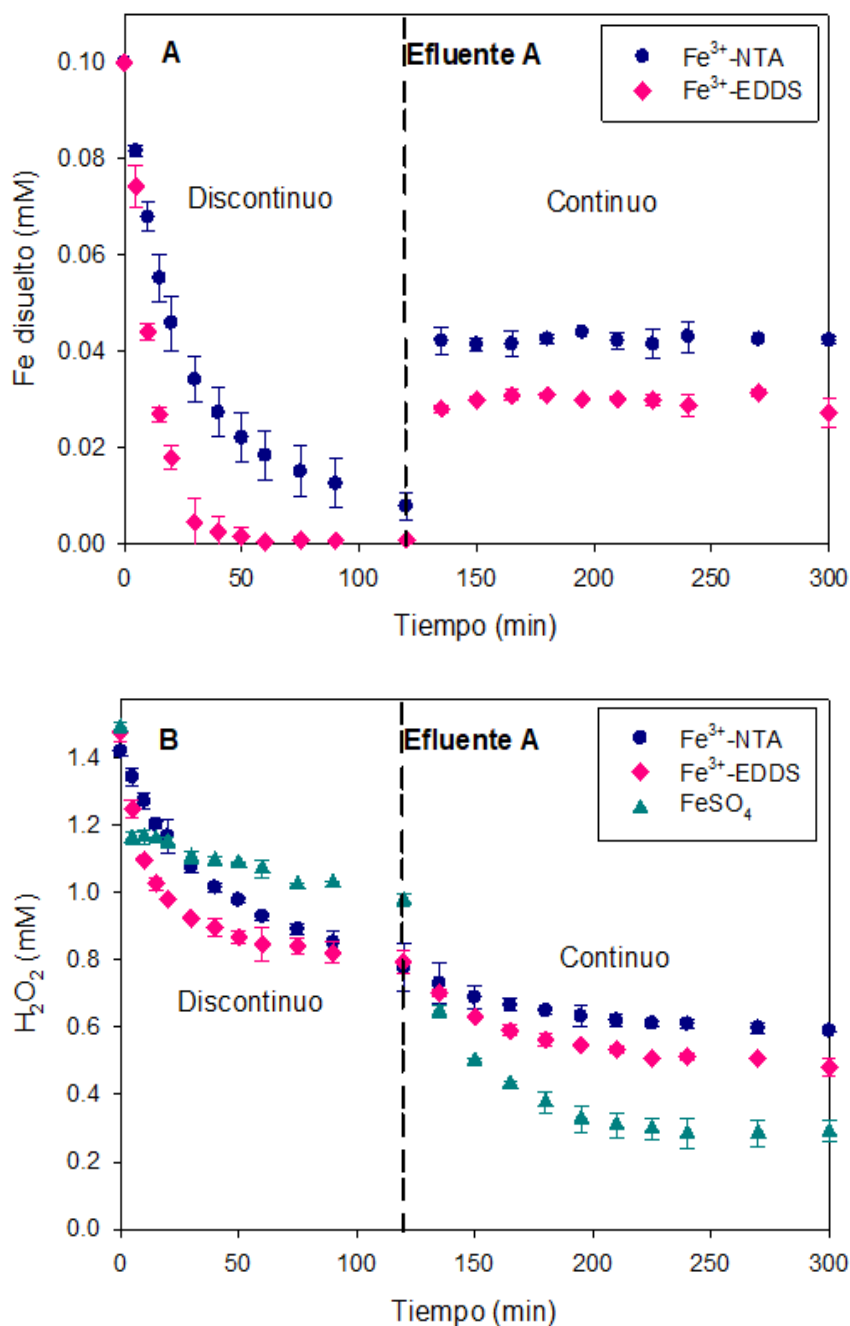 A
Efluente A
Fe³⁺-NTA
Fe³⁺-EDDS
Discontinuo
Continuo
Fe disuelto (mM)
0.10
0.08
0.06
0.04
0.02
0.00
0 50 100 150 200 250 300
Tiempo (min)
B
Efluente A
Fe³⁺-NTA
Fe³⁺-EDDS
FeSO₄
Discontinuo
Continuo
H₂O₂ (mM)
1.4
1.2
1.0
0.8
0.6
0.4
0.2
0.0
0 50 100 150 200 250 300
Tiempo (min)